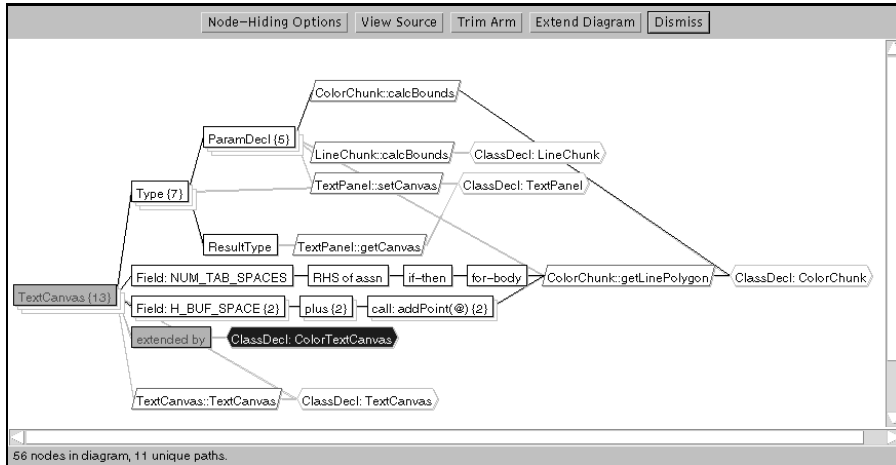 Node-Hiding Options View Source Trim Arm Extend Diagram Dismiss
ColorChunk::calcBounds
ParamDecl {5}
LineChunk::calcBounds ClassDecl: LineChunk
Type {7} TextPanel::setCanvas ClassDecl: TextPanel
ResultType TextPanel::getCanvas
Field: NUM_TAB_SPACES RHS of assn if-then for-body ColorChunk::getLinePolygon ClassDecl: ColorChunk
TextCanvas {13}
Field: H_BUF_SPACE {2} plus {2} call: addPoint(@) {2}
extended by ClassDecl: ColorTextCanvas
TextCanvas::TextCanvas ClassDecl: TextCanvas
56 nodes in diagram, 11 unique paths.